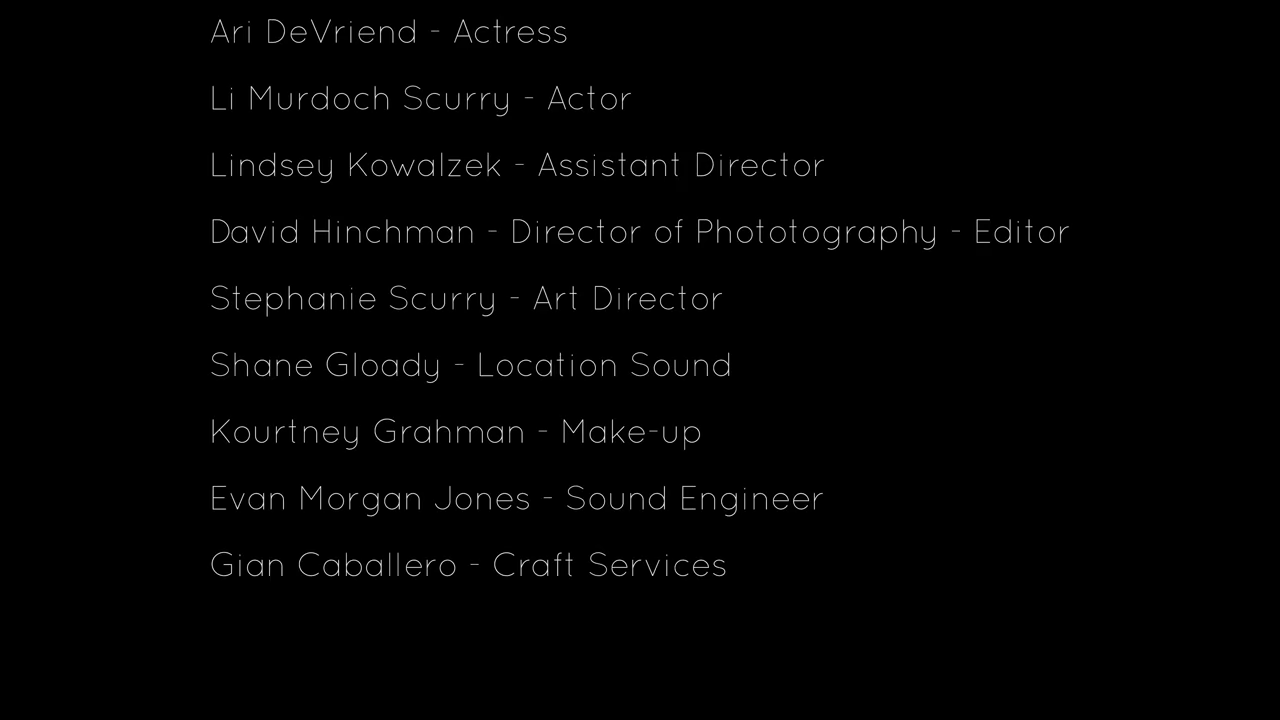 Ari DeVriend - Actress
Li Murdoch Scurry - Actor
Lindsey Kowalzek - Assistant Director
David Hinchman - Director of Phototography - Editor
Stephanie Scurry - Art Director
Shane Gloady - Location Sound
Kourtney Grahman - Make-up
Evan Morgan Jones - Sound Engineer
Gian Caballero - Craft Services